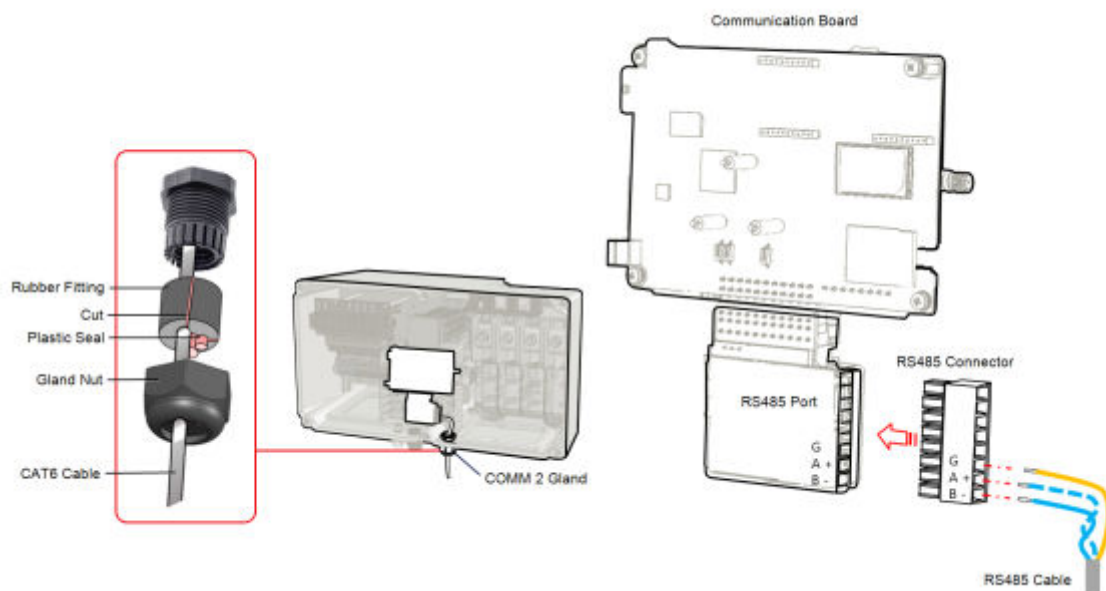 Communication Board
Rubber Fitting
Cut
Plastic Seal
Gland Nut
CAT6 Cable
COMM 2 Gland
RS485 Port
G
A +
B -
RS485 Connector
G
A +
B -
RS485 Cable